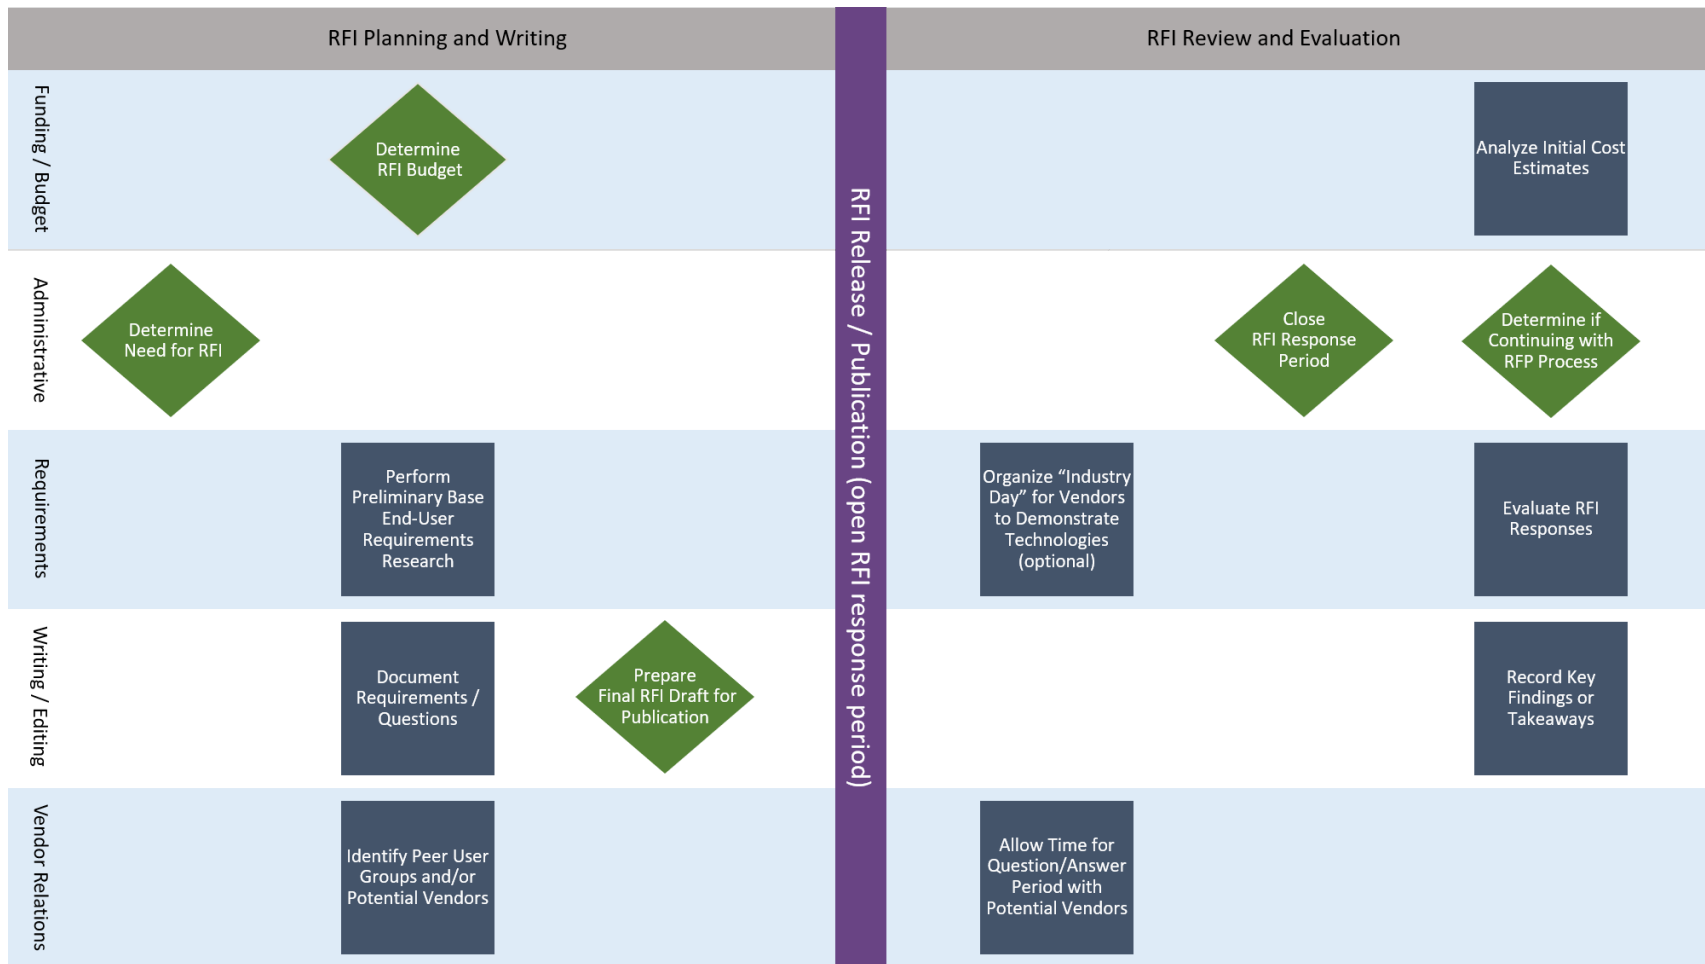 RFI Planning and Writing
RFI Review and Evaluation
RFI Release / Publication (open RFI response period)
Funding / Budget
Determine
RFI Budget
Analyze Initial Cost
Estimates
Administrative
Determine
Need for RFI
Close
RFI Response
Period
Determine if
Continuing with
RFP Process
Requirements
Perform
Preliminary Base
End-User
Requirements
Research
Organize “Industry
Day” for Vendors
to Demonstrate
Technologies
(optional)
Evaluate RFI
Responses
Writing / Editing
Document
Requirements /
Questions
Prepare
Final RFI Draft for
Publication
Record Key
Findings or
Takeaways
Vendor Relations
Identify Peer User
Groups and/or
Potential Vendors
Allow Time for
Question/Answer
Period with
Potential Vendors